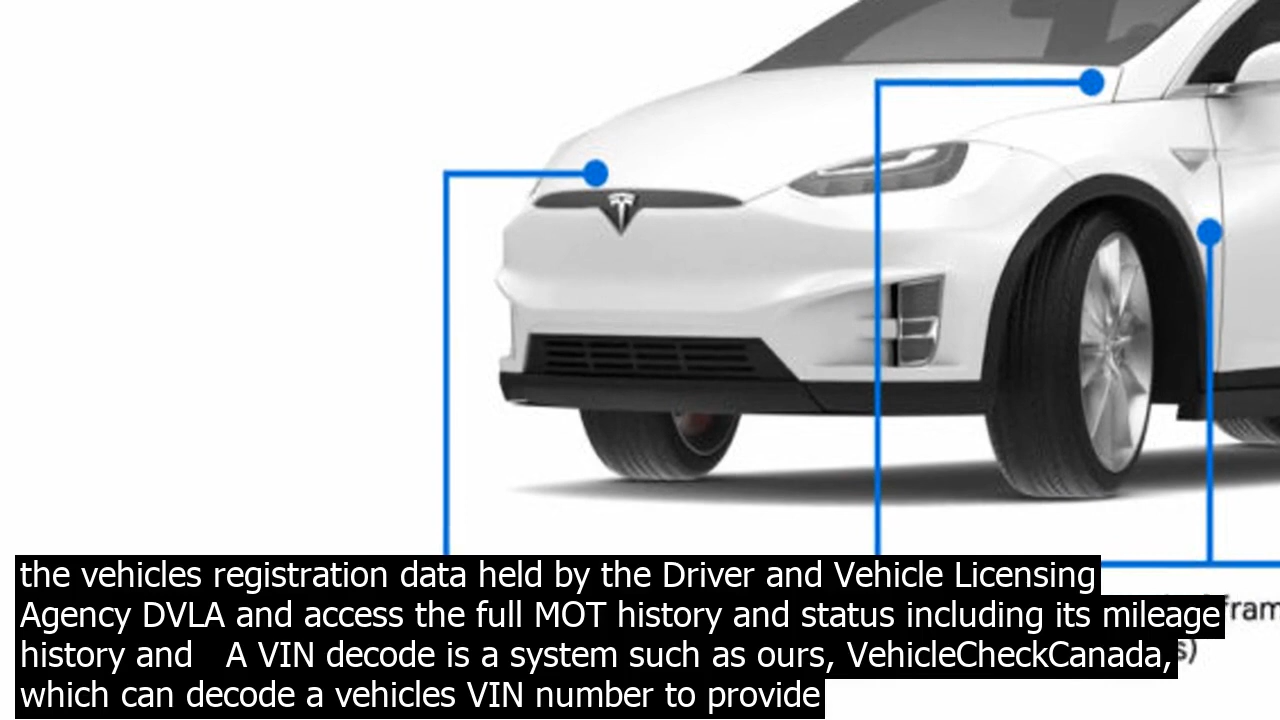 the vehicles registration data held by the Driver and Vehicle Licensing
Agency DVLA and access the full MOT history and status including its mileage
history and   A VIN decode is a system such as ours, VehicleCheckCanada,
which can decode a vehicles VIN number to provide